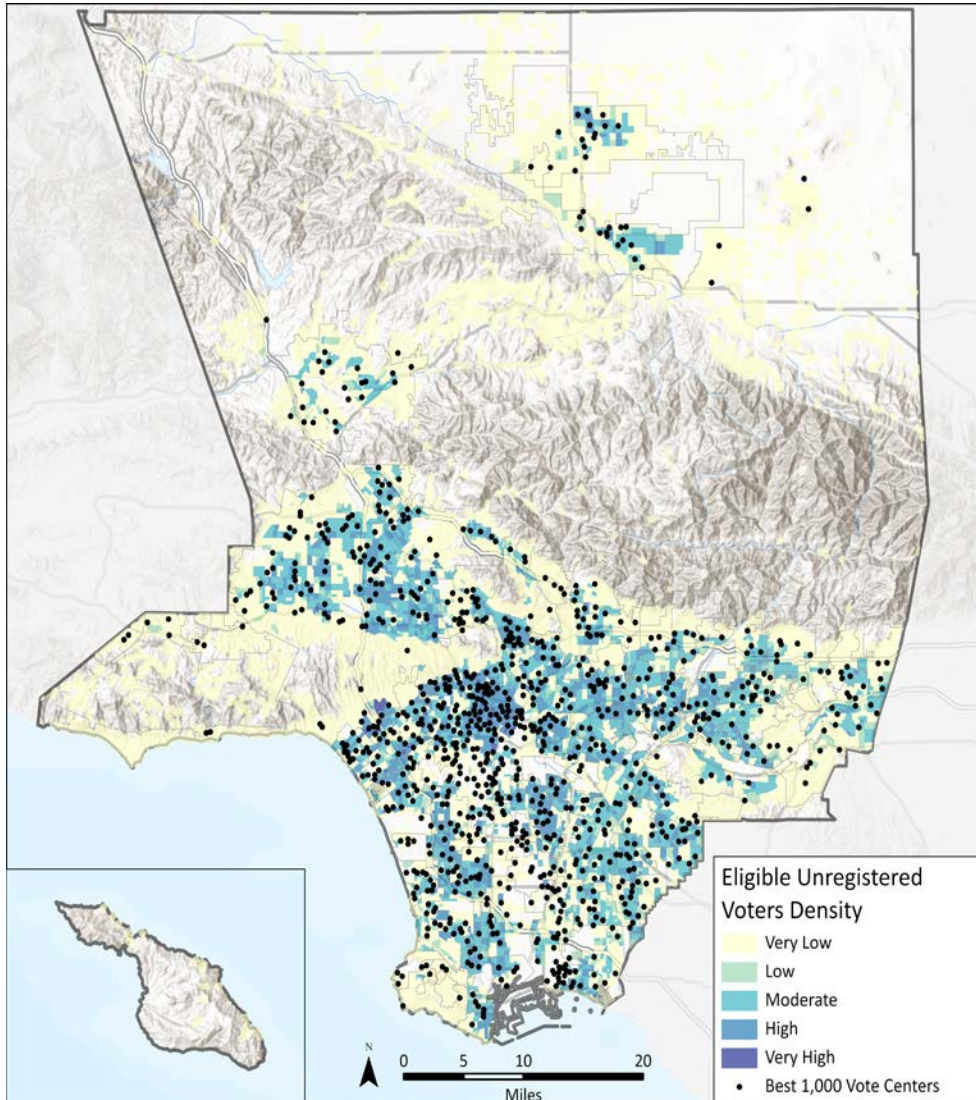 Eligible Unregistered
Voters Density
Very Low
Low
Moderate
High
Very High
Best 1,000 Vote Centers
N
0 5 10 20
Miles